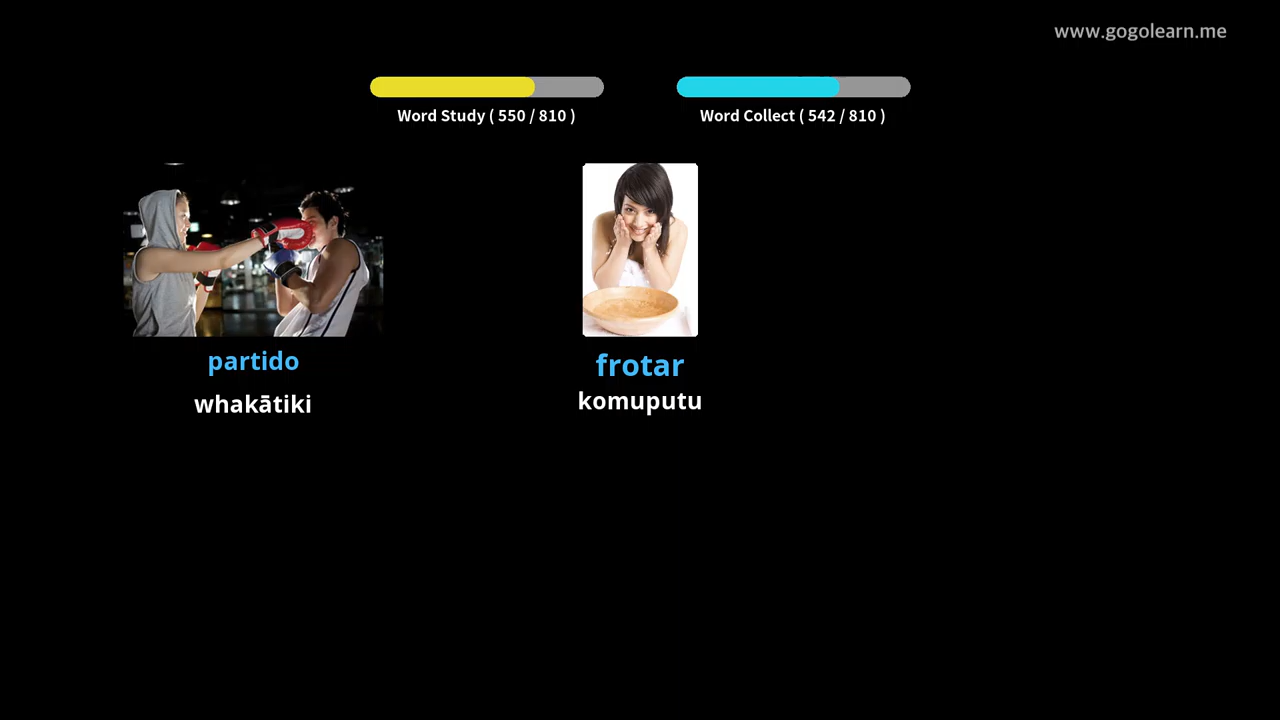 www.gogolearn.me
Word Study ( 550 / 810 )
Word Collect ( 542 / 810 )
partido
whakātiki
frotar
komuputu